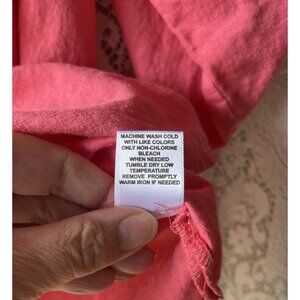 MACHINE WASH COLD
WITH LIKE COLORS
ONLY NON-CHLORINE
BLEACH
WHEN NEEDED
TUMBLE DRY LOW
TEMPERATURE
REMOVE PROMPTLY
WARM IRON IF NEEDED